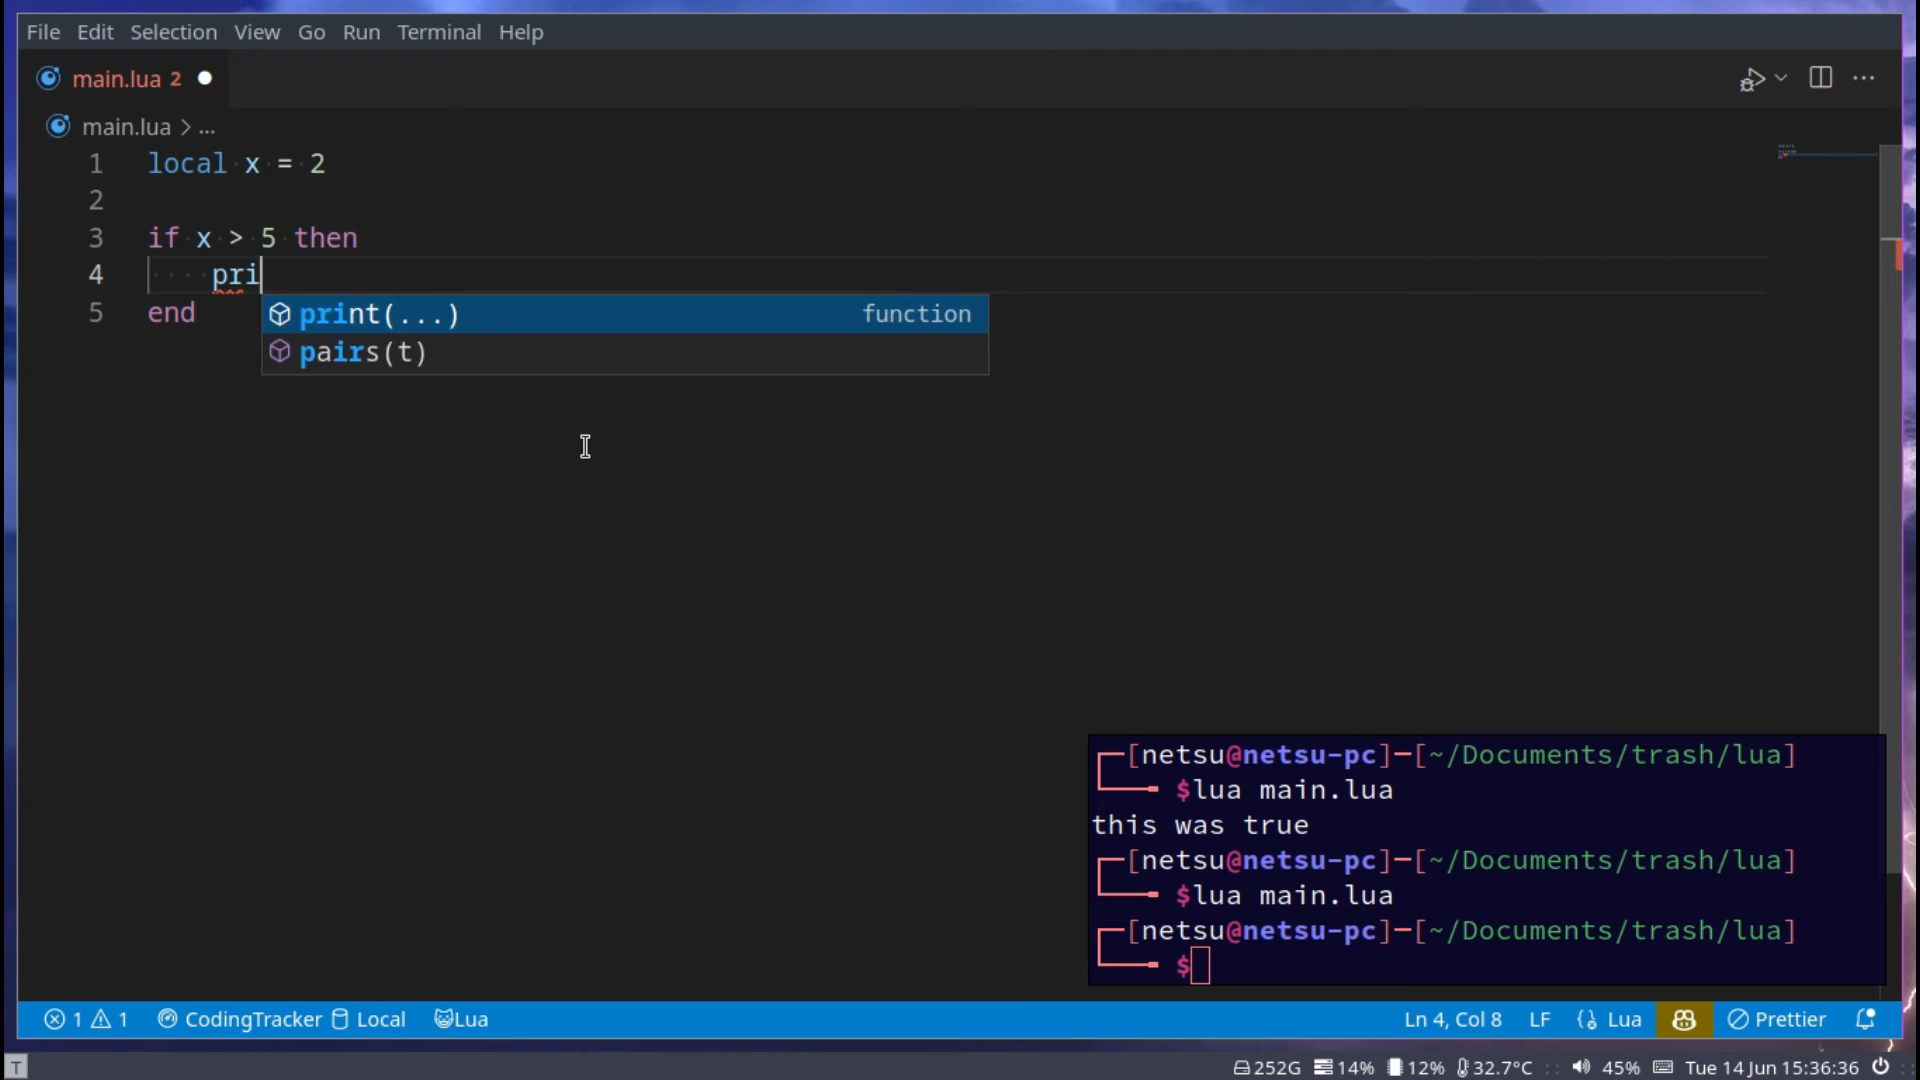 File Edit Selection View Go Run Terminal Help
main.lua 2
main.lua > ...
1 local x = 2
2
3 if x > 5 then
4 pri
5 end
print(...) function
pairs(t)
[netsu@netsu-pc]-[~/Documents/trash/lua]
$lua main.lua
this was true
[netsu@netsu-pc]-[~/Documents/trash/lua]
$lua main.lua
[netsu@netsu-pc]-[~/Documents/trash/lua]
$
1 1 CodingTracker Local Lua Ln 4, Col 8 LF Lua Prettier
T 252G 14% 12% 32.7°C 45% Tue 14 Jun 15:36:36